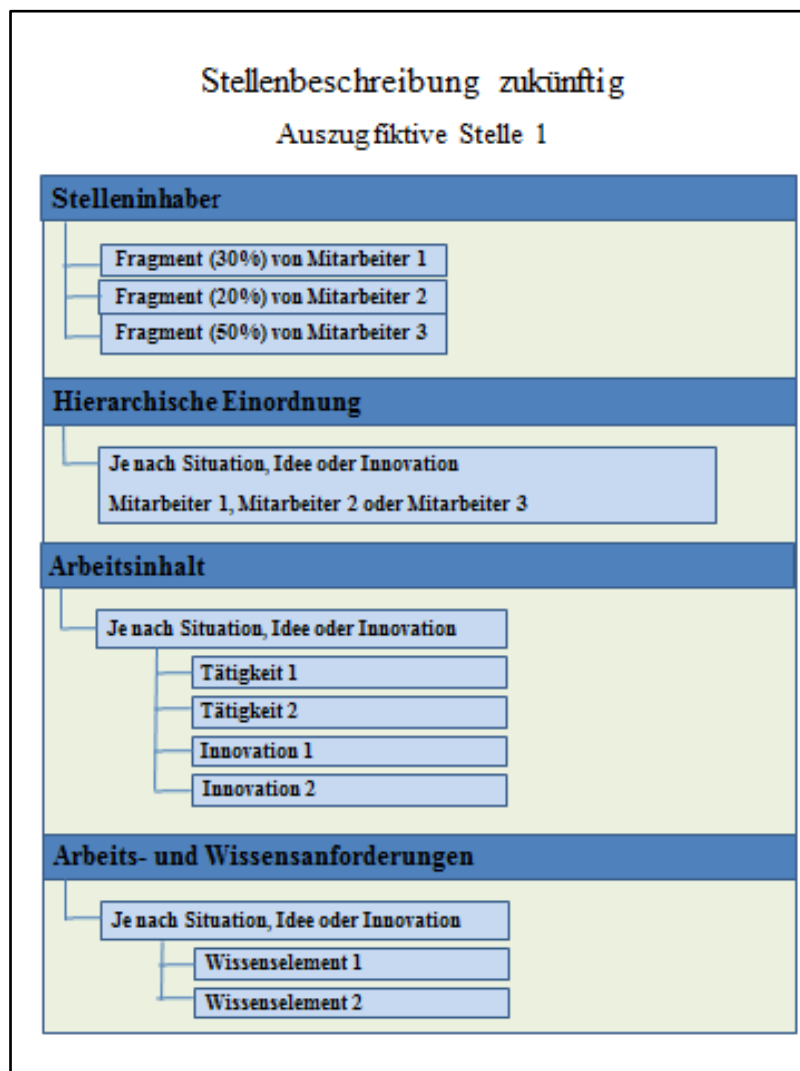 Stellenbeschreibung zukünftig
Auszug fiktive Stelle 1
Stelleninhaber
Fragment (30%) von Mitarbeiter 1
Fragment (20%) von Mitarbeiter 2
Fragment (50%) von Mitarbeiter 3
Hierarchische Einordnung
Je nach Situation, Idee oder Innovation
Mitarbeiter 1, Mitarbeiter 2 oder Mitarbeiter 3
Arbeitsinhalt
Je nach Situation, Idee oder Innovation
Tätigkeit 1
Tätigkeit 2
Innovation 1
Innovation 2
Arbeits- und Wissensanforderungen
Je nach Situation, Idee oder Innovation
Wissenselement 1
Wissenselement 2